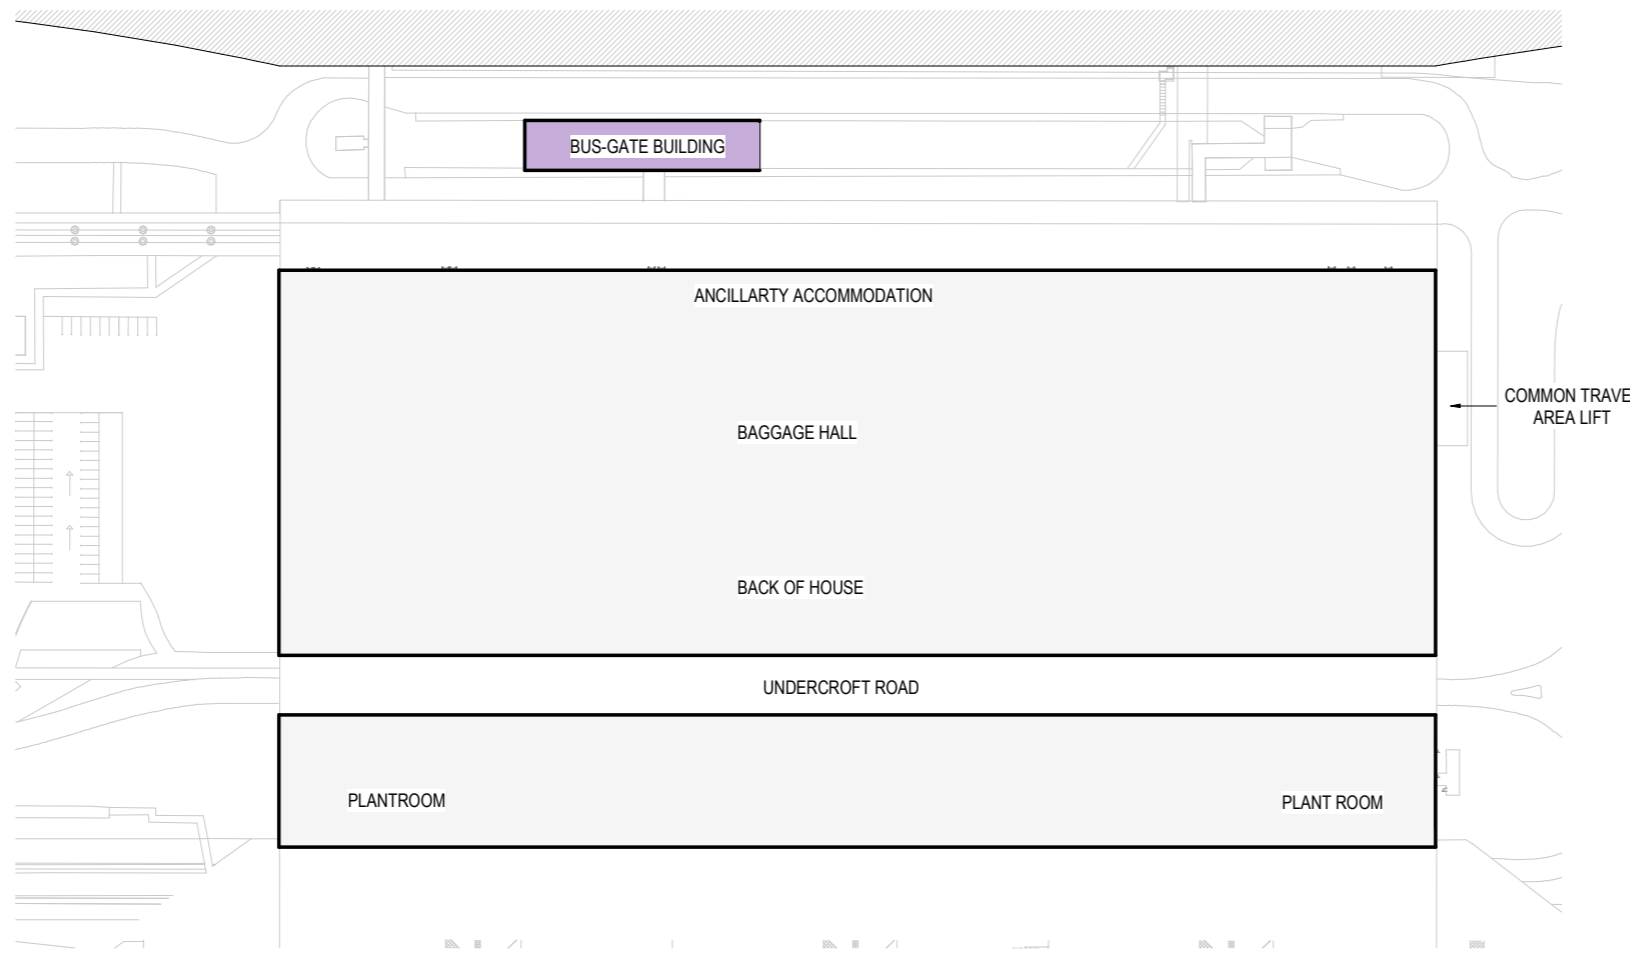 BUS-GATE BUILDING
ANCILLARTY ACCOMMODATION
COMMON TRAVE
AREA LIFT
BAGGAGE HALL
BACK OF HOUSE
UNDERCROFT ROAD
PLANTROOM
PLANT ROOM